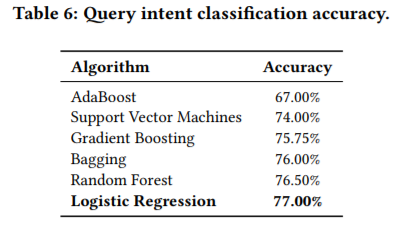 Table 6: Query intent classification accuracy.
Algorithm Accuracy
AdaBoost 67.00%
Support Vector Machines 74.00%
Gradient Boosting 75.75%
Bagging 76.00%
Random Forest 76.50%
Logistic Regression 77.00%